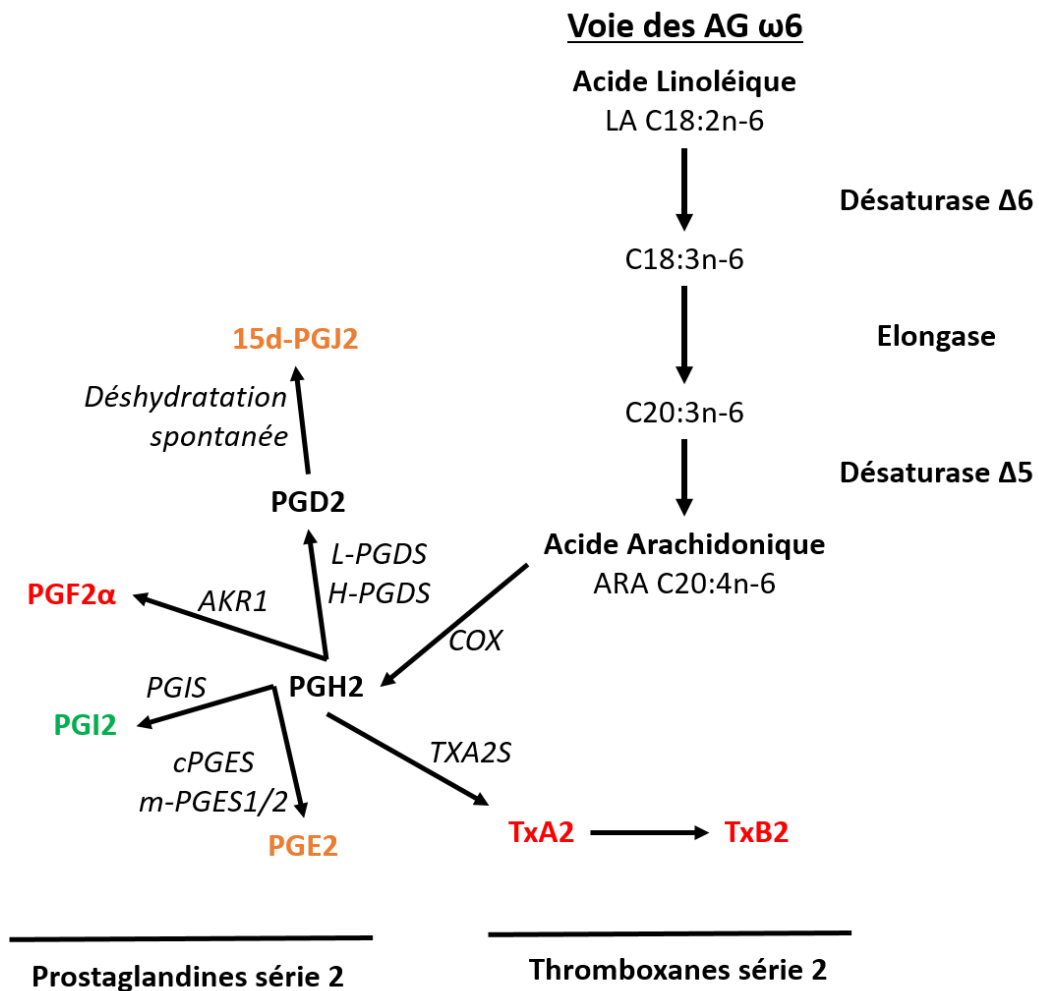 Voie des AG ω6
Acide Linoléique
LA C18:2n-6
Désaturase Δ6
C18:3n-6
Elongase
C20:3n-6
Désaturase Δ5
Acide Arachidonique
ARA C20:4n-6
COX
15d-PGJ2
Déshydratation
spontanée
PGD2
L-PGDS
H-PGDS
PGF2α
AKR1
PGH2
PGIS
PGI2
cPGES
m-PGES1/2
PGE2
TXA2S
TxA2
TxB2
Prostaglandines série 2
Thromboxanes série 2